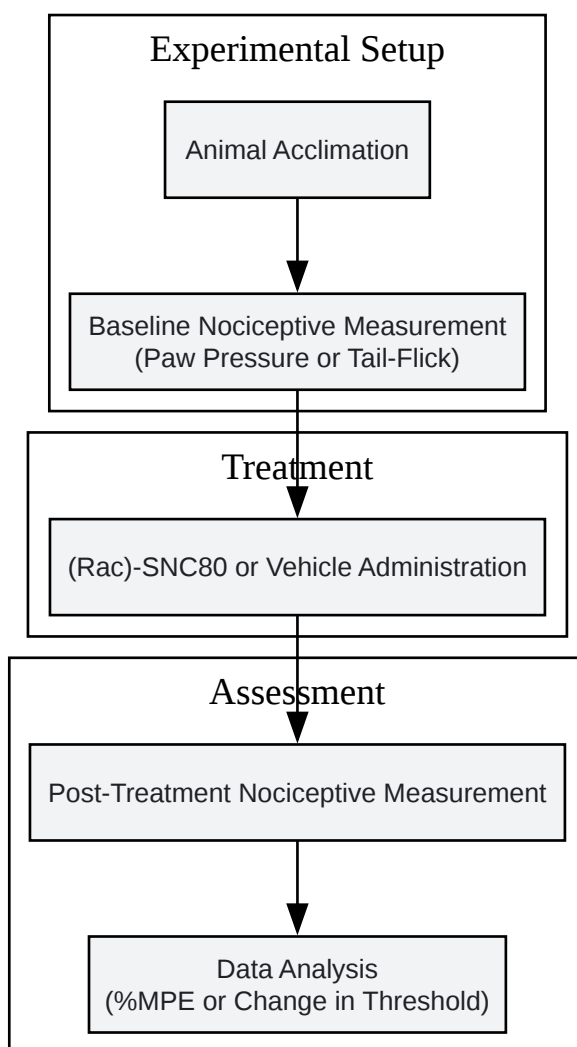 Experimental Setup
Animal Acclimation
Baseline Nociceptive Measurement
(Paw Pressure or Tail-Flick)
Treatment
(Rac)-SNC80 or Vehicle Administration
Assessment
Post-Treatment Nociceptive Measurement
Data Analysis
(%MPE or Change in Threshold)